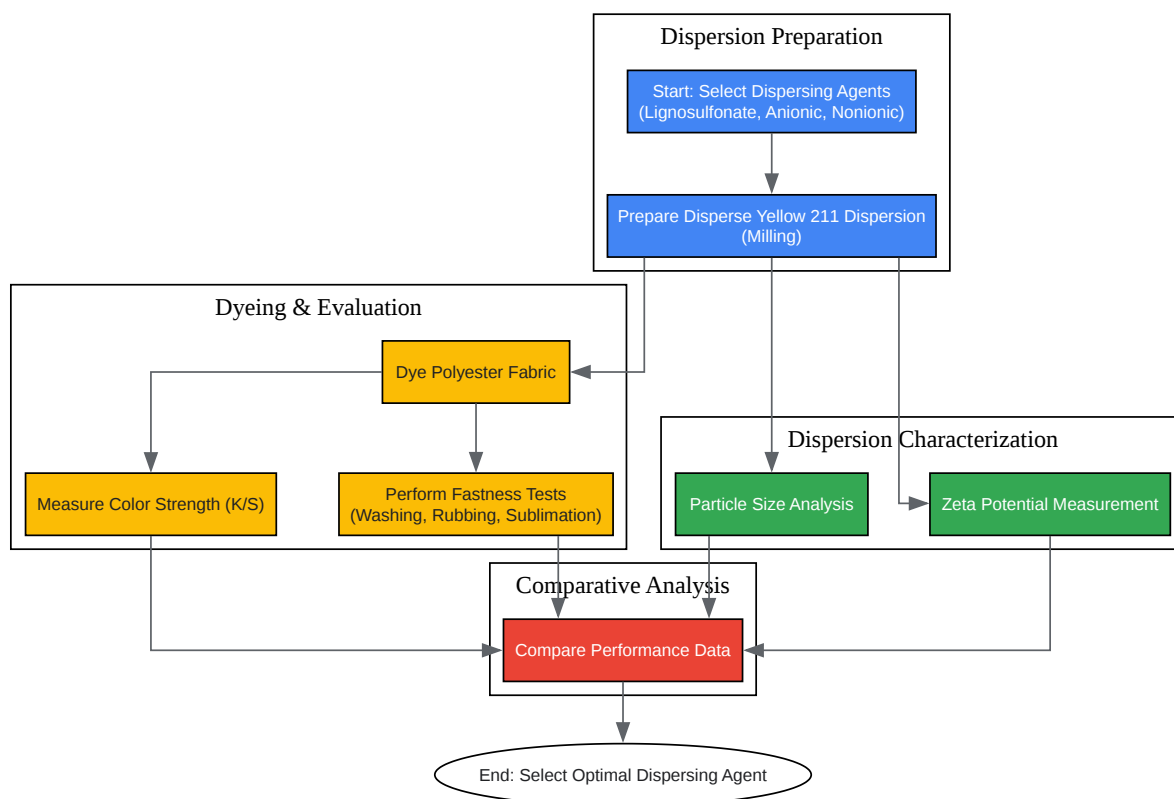 Dispersion Preparation
Start: Select Dispersing Agents
(Lignosulfonate, Anionic, Nonionic)
Prepare Disperse Yellow 211 Dispersion
(Milling)
Dyeing & Evaluation
Dye Polyester Fabric
Measure Color Strength (K/S)
Perform Fastness Tests
(Washing, Rubbing, Sublimation)
Dispersion Characterization
Particle Size Analysis
Zeta Potential Measurement
Comparative Analysis
Compare Performance Data
End: Select Optimal Dispersing Agent